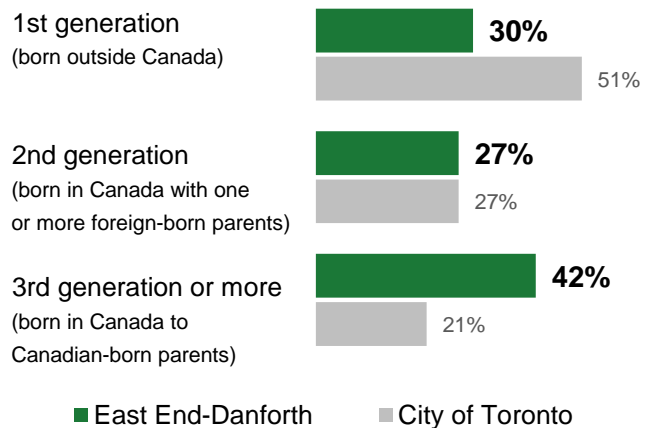 1st generation
(born outside Canada)
30%
51%
2nd generation
(born in Canada with one
or more foreign-born parents)
27%
27%
3rd generation or more
(born in Canada to
Canadian-born parents)
42%
21%
East End-Danforth
City of Toronto